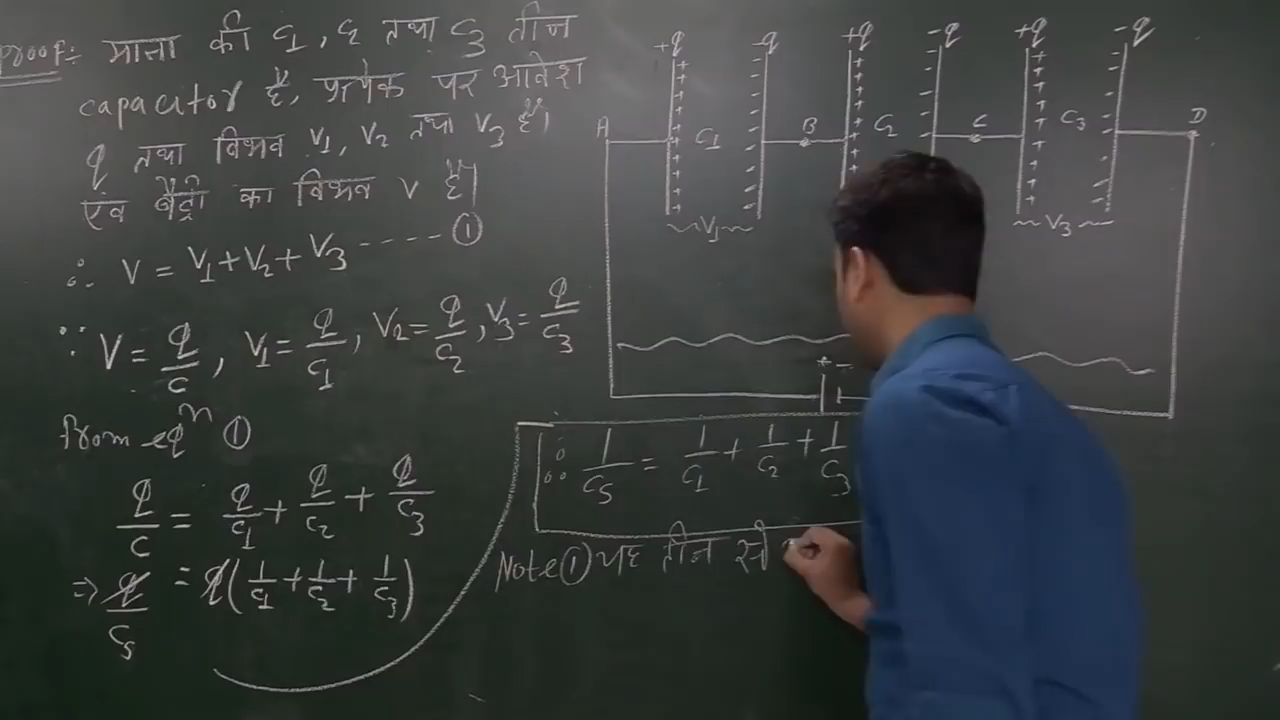 Proof:- माना की C1, C2 तथा C3 तीन
capacitor है, प्रत्येक पर आवेश
q तथा विभव V1, V2 तथा V3 है।
एंव बैट्री का विभव V है।
∴ V = V1+V2+V3 ---- ①
∵ V = q/C, V1 = q/C1, V2 = q/C2, V3 = q/C3
from eqn ①
q/C = q/C1 + q/C2 + q/C3
⇒ q/Cs = q(1/C1 + 1/C2 + 1/C3)
+q -q +q -q +q -q
A C1 B C2 C C3 D
V1 V3
+ -
∴ 1/Cs = 1/C1 + 1/C2 + 1/C3
Note ① यह तीन